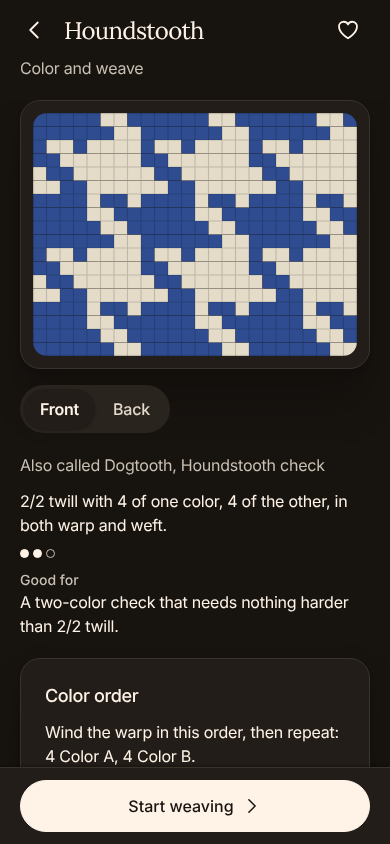 Houndstooth
Color and weave
Front
Back
Also called Dogtooth, Houndstooth check
2/2 twill with 4 of one color, 4 of the other, in
both warp and weft.
Good for
A two-color check that needs nothing harder
than 2/2 twill.
Color order
Wind the warp in this order, then repeat:
4 Color A, 4 Color B.
Start weaving